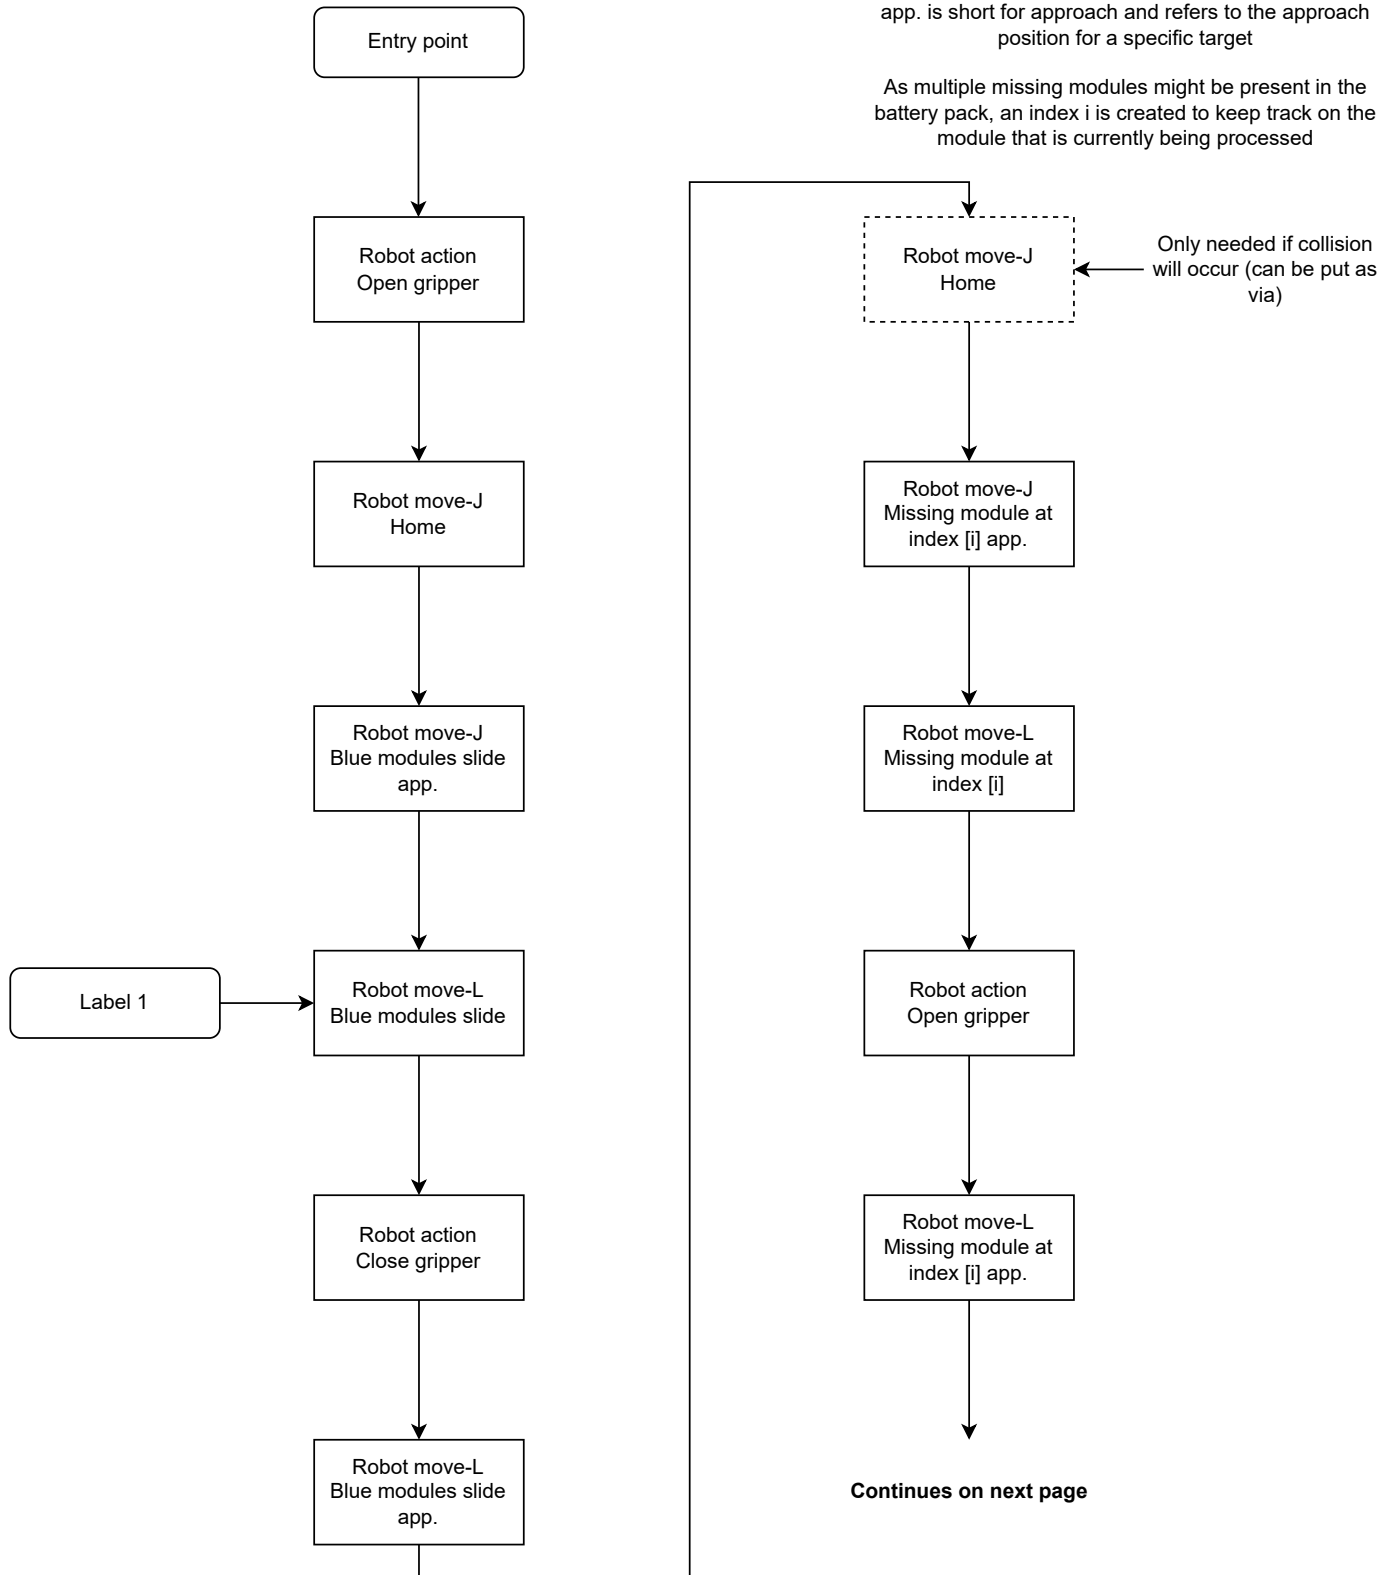 Entry point
Robot action
Open gripper
Robot move-J
Home
Robot move-J
Blue modules slide
app.
Label 1
Robot move-L
Blue modules slide
Robot action
Close gripper
Robot move-L
Blue modules slide
app.
app. is short for approach and refers to the approach
position for a specific target
As multiple missing modules might be present in the
battery pack, an index i is created to keep track on the
module that is currently being processed
Robot move-J
Home
Only needed if collision
will occur (can be put as
via)
Robot move-J
Missing module at
index [i] app.
Robot move-L
Missing module at
index [i]
Robot action
Open gripper
Robot move-L
Missing module at
index [i] app.
Continues on next page